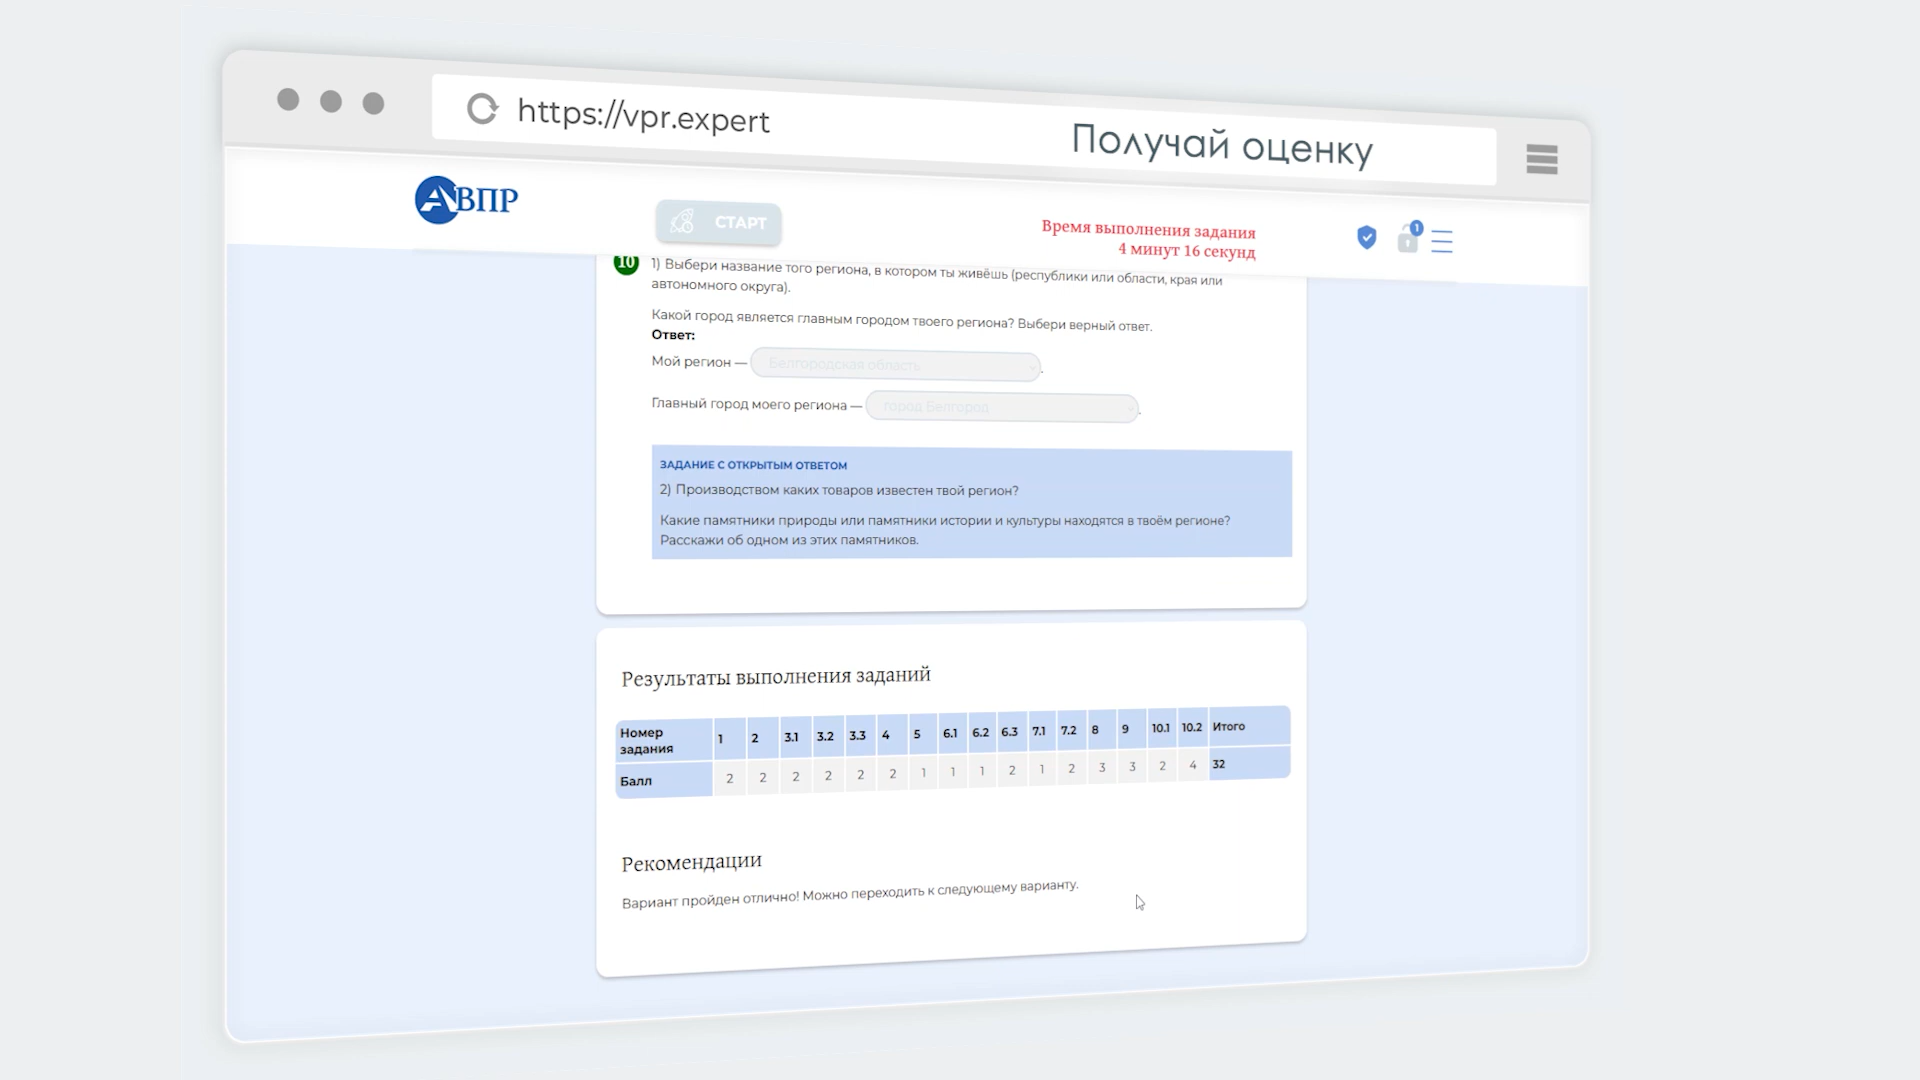 https://vpr.expert
Получай оценку
АВПР
СТАРТ
Время выполнения задания
4 минут 16 секунд
1
10
1) Выбери название того региона, в котором ты живёшь (республики или области, края или
автономного округа).
Какой город является главным городом твоего региона? Выбери верный ответ.
Ответ:
Мой регион — Белгородская область.
Главный город моего региона — город Белгород.
ЗАДАНИЕ С ОТКРЫТЫМ ОТВЕТОМ
2) Производством каких товаров известен твой регион?
Какие памятники природы или памятники истории и культуры находятся в твоём регионе?
Расскажи об одном из этих памятников.
Результаты выполнения заданий
Номер задания 1 2 3.1 3.2 3.3 4 5 6.1 6.2 6.3 7.1 7.2 8 9 10.1 10.2 Итого
Балл 2 2 2 2 2 2 1 1 1 2 1 2 3 3 2 4 32
Рекомендации
Вариант пройден отлично! Можно переходить к следующему варианту.